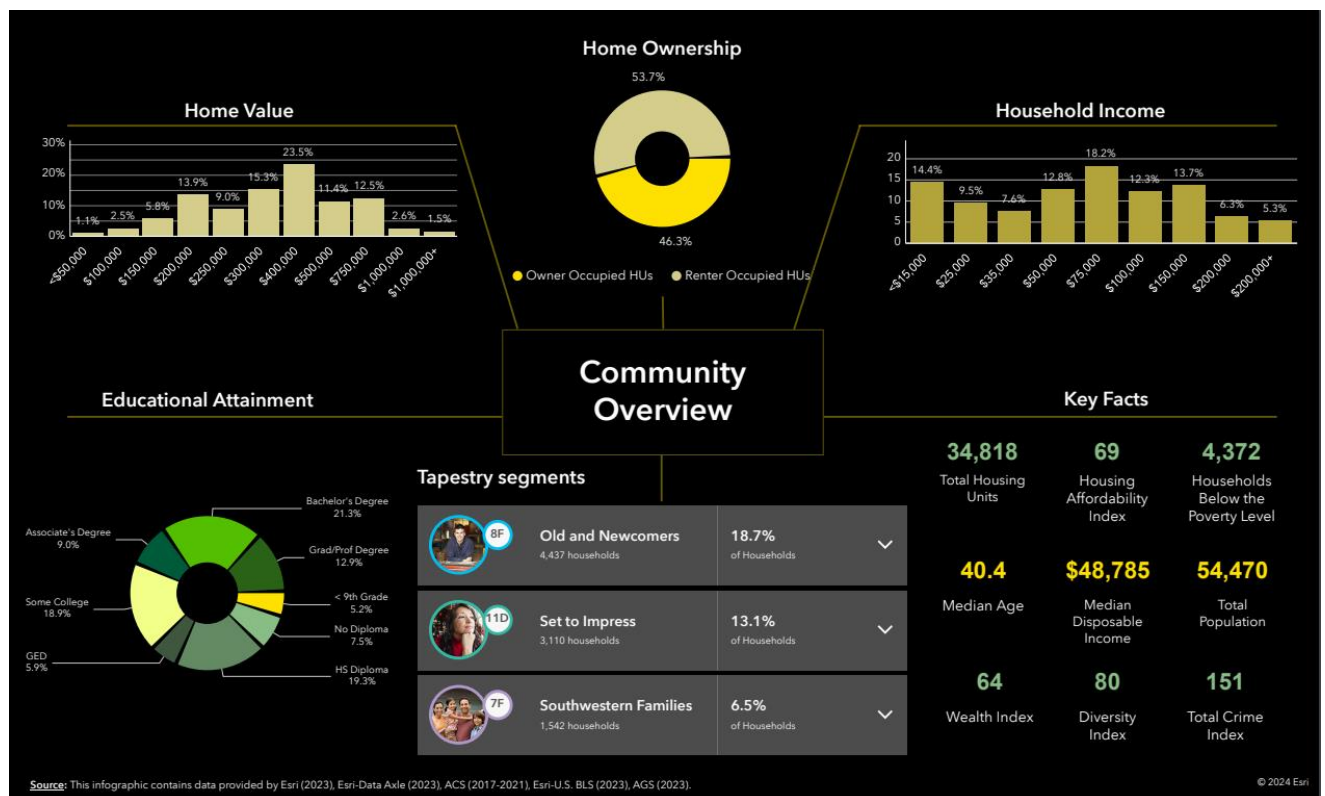 Home Ownership
53.7%
46.3%
Owner Occupied HUs
Renter Occupied HUs
Home Value
30%
20%
10%
0%
1.1%
2.5%
5.8%
13.9%
9.0%
15.3%
23.5%
11.4%
12.5%
2.6%
1.5%
<$50,000
$100,000
$150,000
$200,000
$250,000
$300,000
$400,000
$500,000
$750,000
$1,000,000
$1,000,000+
Household Income
20
15
10
5
0
14.4%
9.5%
7.6%
12.8%
18.2%
12.3%
13.7%
6.3%
5.3%
<$15,000
$25,000
$35,000
$50,000
$75,000
$100,000
$150,000
$200,000
$200,000+
Community
Overview
Educational Attainment
Bachelor's Degree
21.3%
Grad/Prof Degree
12.9%
< 9th Grade
5.2%
No Diploma
7.5%
HS Diploma
19.3%
GED
5.9%
Some College
18.9%
Associate's Degree
9.0%
Tapestry segments
8F
Old and Newcomers
4,437 households
18.7%
of Households
11D
Set to Impress
3,110 households
13.1%
of Households
7F
Southwestern Families
1,542 households
6.5%
of Households
Key Facts
34,818
Total Housing
Units
69
Housing
Affordability
Index
4,372
Households
Below the
Poverty Level
40.4
Median Age
$48,785
Median
Disposable
Income
54,470
Total
Population
64
Wealth Index
80
Diversity
Index
151
Total Crime
Index
Source: This infographic contains data provided by Esri (2023), Esri-Data Axle (2023), ACS (2017-2021), Esri-U.S. BLS (2023), AGS (2023).
© 2024 Esri